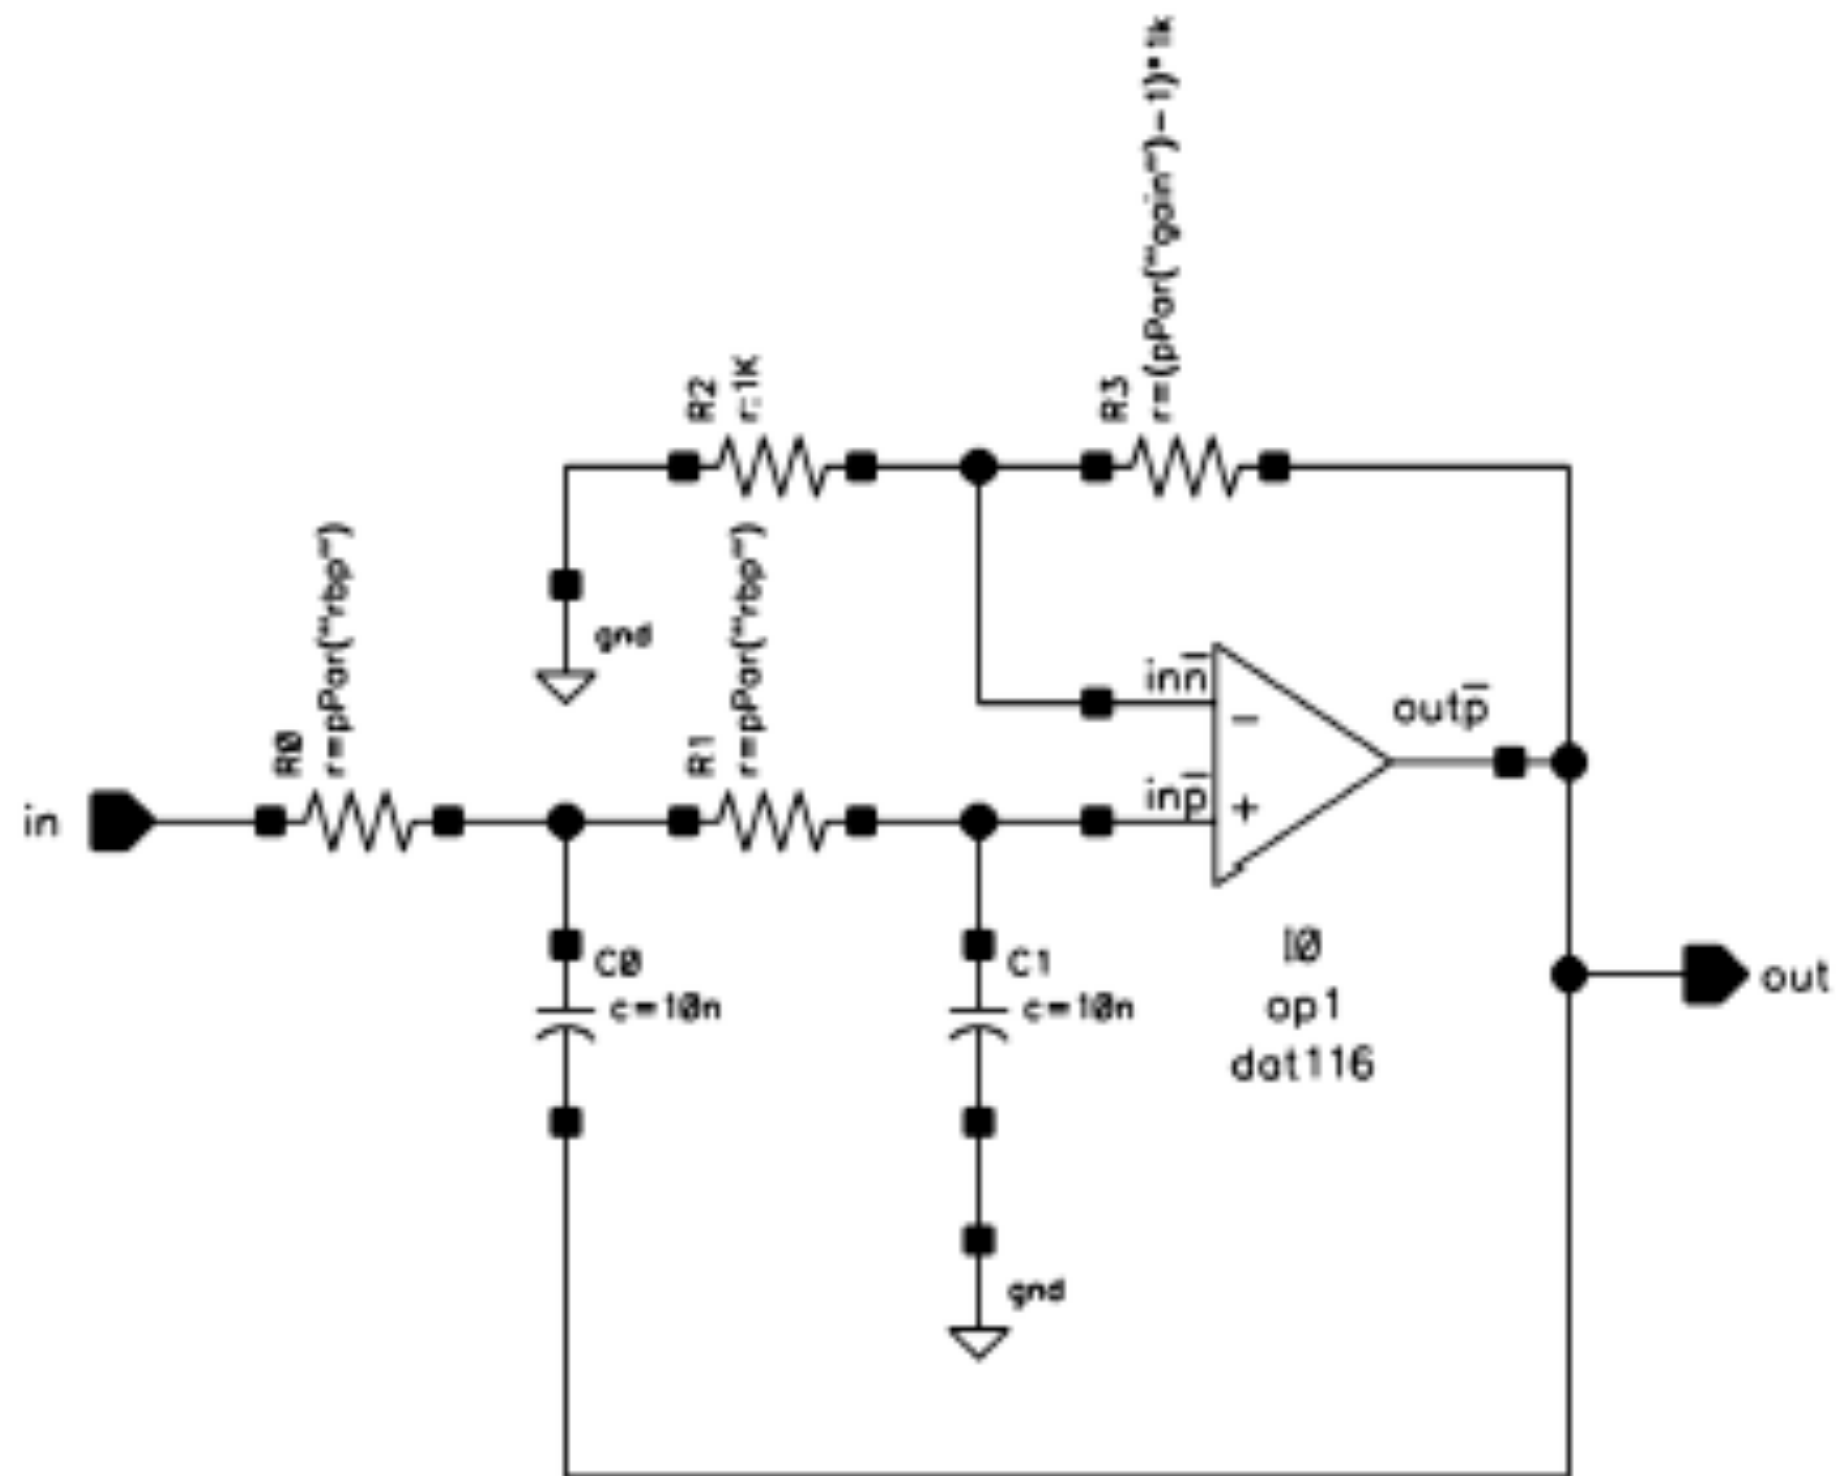 R3
r=(pPar("gain")-1)*1k
R2
r:1K
R0
r=pPar("rbp")
R1
r=pPar("rbp")
gnd
inn
-
outp
in
inp
+
C0
c=10n
C1
c=10n
I0
op1
dat116
out
gnd